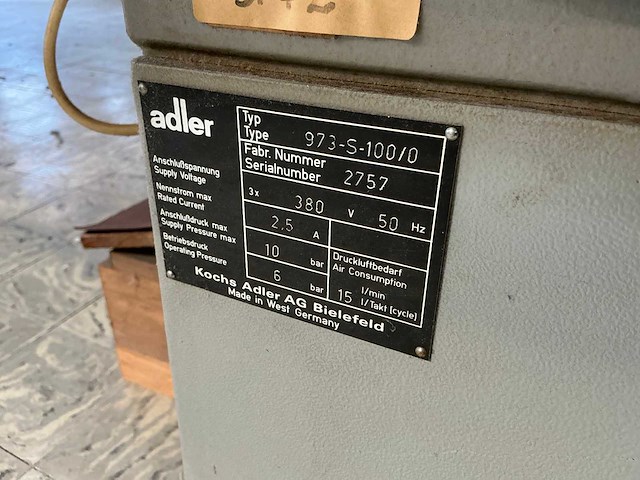 adler
Typ
Type 973-S-100/0
Fabr. Nummer
Serialnumber 2757
Anschlußspannung
Supply Voltage
3x 380 V 50 Hz
Nennstrom max
Rated Current
2.5 A
Anschlußdruck max
Supply Pressure max
10 bar
Druckluftbedarf
Air Consumption
Betriebsdruck
Operating Pressure
6 bar
15 l/min
l/Takt [cycle]
Kochs Adler AG Bielefeld
Made in West Germany